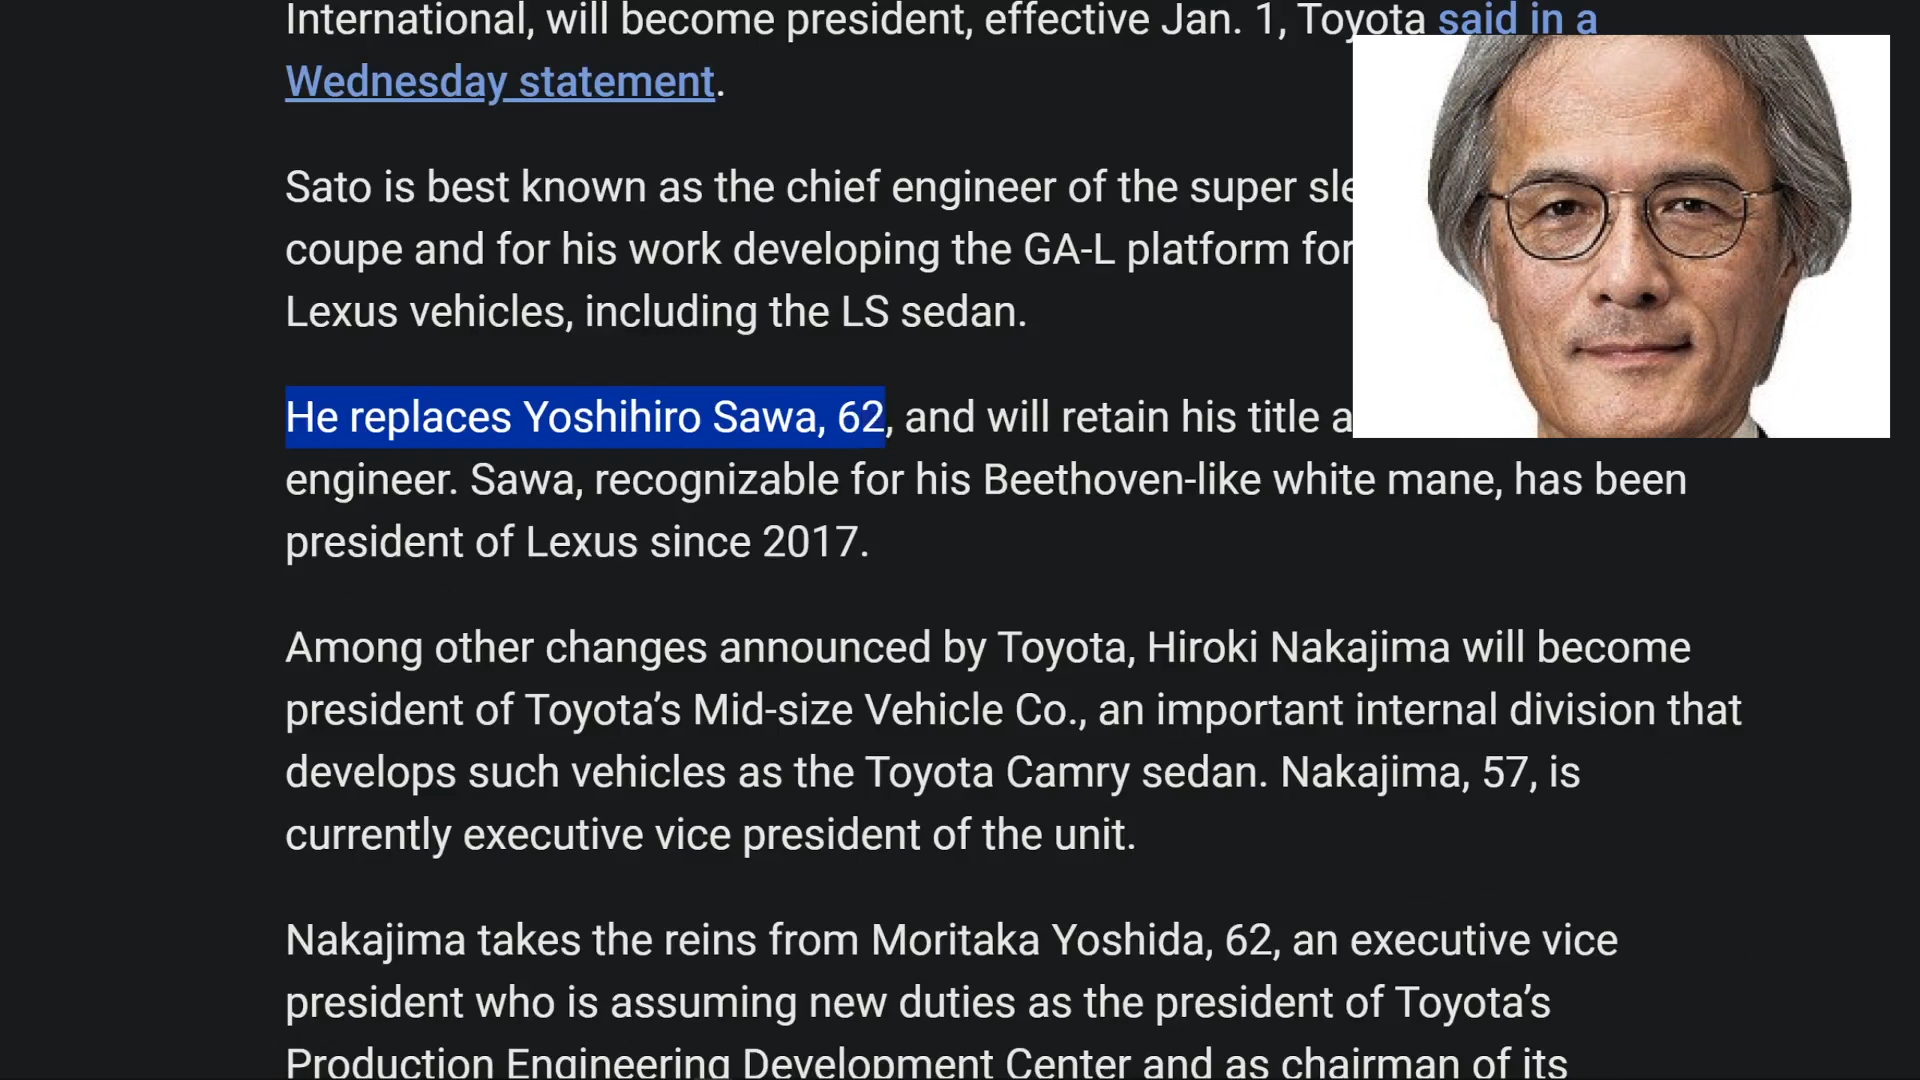 International, will become president, effective Jan. 1, Toyota said in a
Wednesday statement.
Sato is best known as the chief engineer of the super
coupe and for his work developing the GA-L platform for
Lexus vehicles, including the LS sedan.
He replaces Yoshihiro Sawa, 62, and will retain his title
engineer. Sawa, recognizable for his Beethoven-like white mane, has been
president of Lexus since 2017.
Among other changes announced by Toyota, Hiroki Nakajima will become
president of Toyota’s Mid-size Vehicle Co., an important internal division that
develops such vehicles as the Toyota Camry sedan. Nakajima, 57, is
currently executive vice president of the unit.
Nakajima takes the reins from Moritaka Yoshida, 62, an executive vice
president who is assuming new duties as the president of Toyota’s
Production Engineering Development Center and as chairman of its